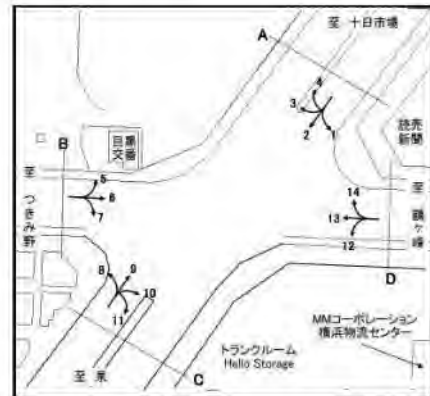 至 十日市場
A
4
3
2
1
読売
新聞
目黒
交番
B
至
つきみ野
5
6
7
14
13
12
至
鶴ヶ峰
D
8
9
10
11
MMコーポレーション
横浜物流センター
トランクルーム
Hello Storage
至 泉
C